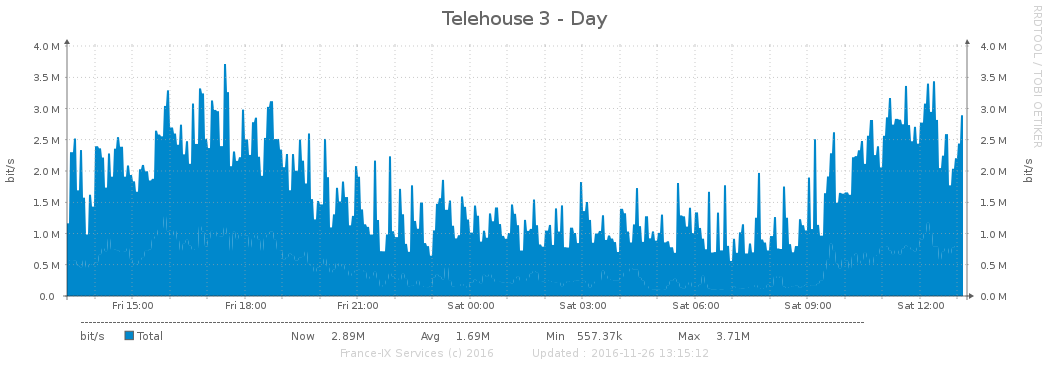 Telehouse 3 - Day
RRDTOOL / TOBI OETIKER
bit/s
bit/s
4.0 M 4.0 M
3.5 M 3.5 M
3.0 M 3.0 M
2.5 M 2.5 M
2.0 M 2.0 M
1.5 M 1.5 M
1.0 M 1.0 M
0.5 M 0.5 M
0.0 0.0 M
Fri 15:00 Fri 18:00 Fri 21:00 Sat 00:00 Sat 03:00 Sat 06:00 Sat 09:00 Sat 12:00
bit/s Total Now 2.89M Avg 1.69M Min 557.37k Max 3.71M
France-IX Services (c) 2016 Updated : 2016-11-26 13:15:12